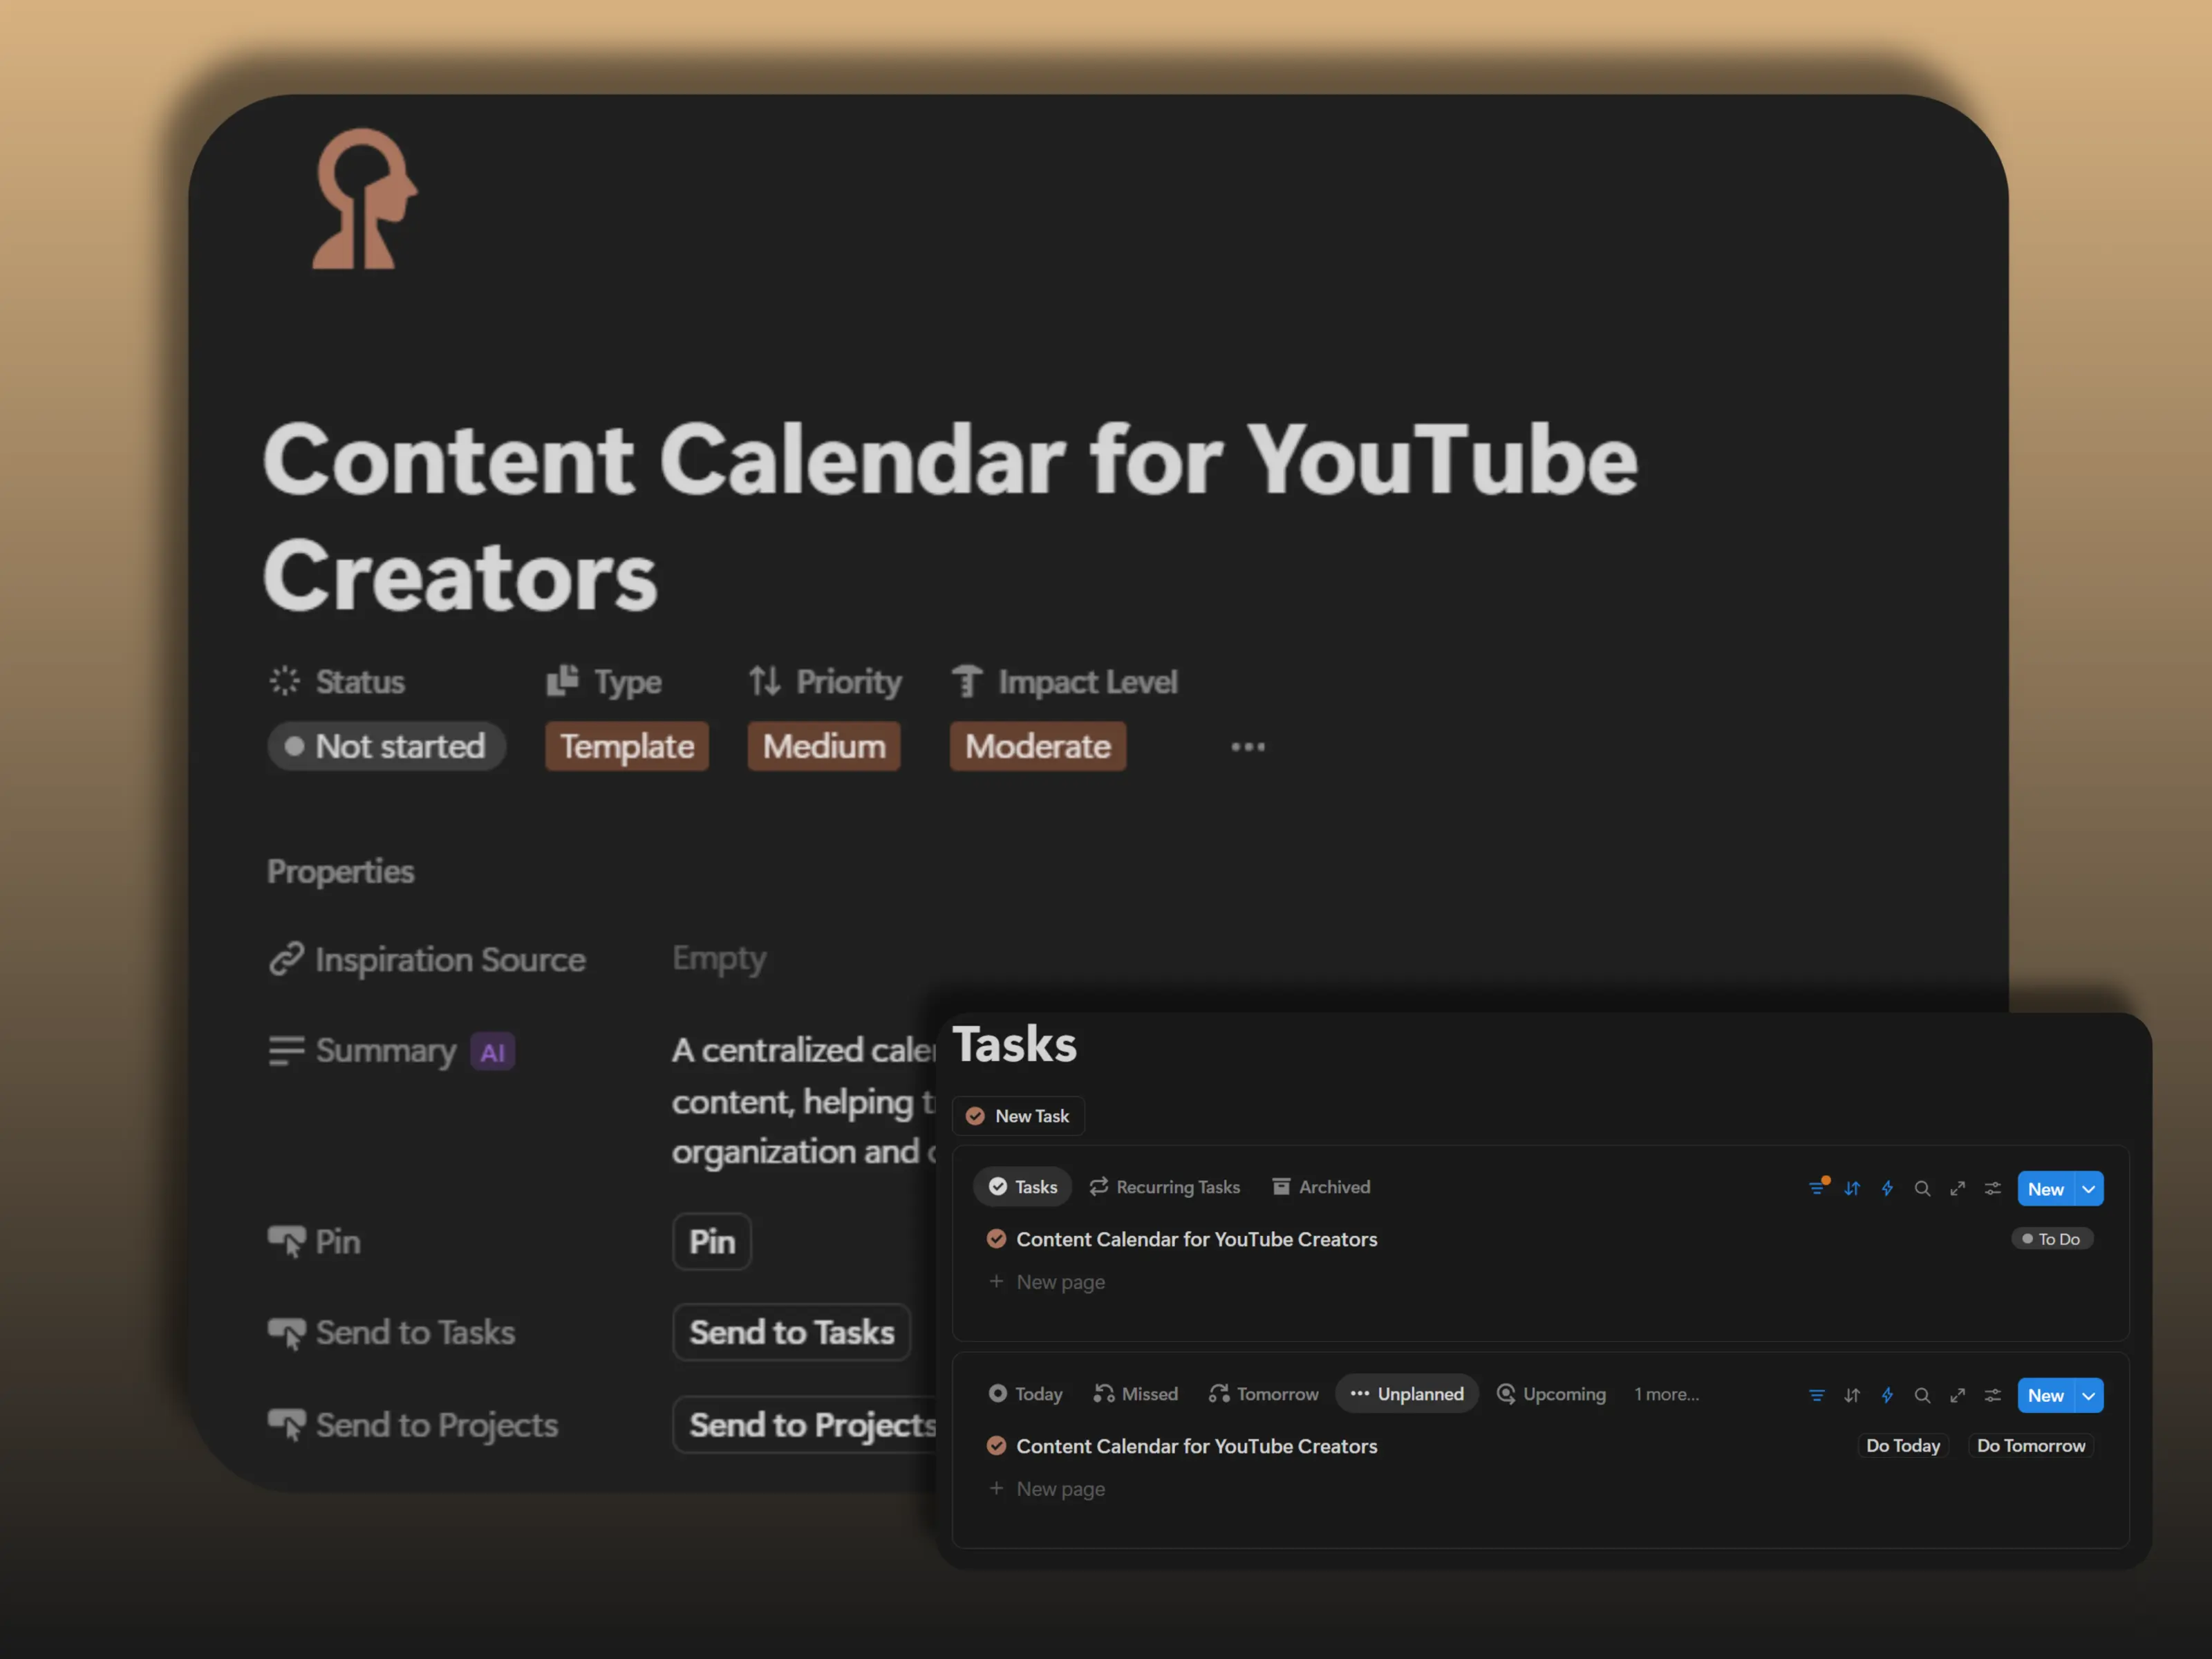 Content Calendar for YouTube
Creators
Status Type Priority Impact Level
Not started Template Medium Moderate
Properties
Inspiration Source Empty
Summary AI A centralized
content, helping
organization and
Pin Pin
Send to Tasks Send to Tasks
Send to Projects Send to Projects
Tasks
New Task
Tasks Recurring Tasks Archived New
Content Calendar for YouTube Creators To Do
+ New page
Today Missed Tomorrow Unplanned Upcoming 1 more... New
Content Calendar for YouTube Creators Do Today Do Tomorrow
+ New page